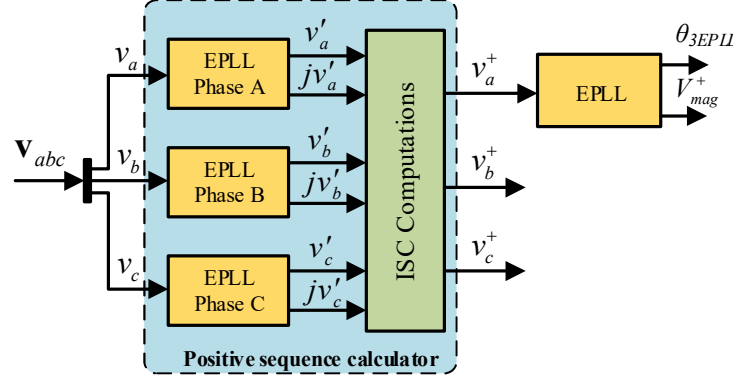 v_abc
v_a
v_b
v_c
EPLL
Phase A
EPLL
Phase B
EPLL
Phase C
v'_a
jv'_a
v'_b
jv'_b
v'_c
jv'_c
ISC Computations
v_a^+
v_b^+
v_c^+
EPLL
θ_3EPLL
V_mag^+
Positive sequence calculator